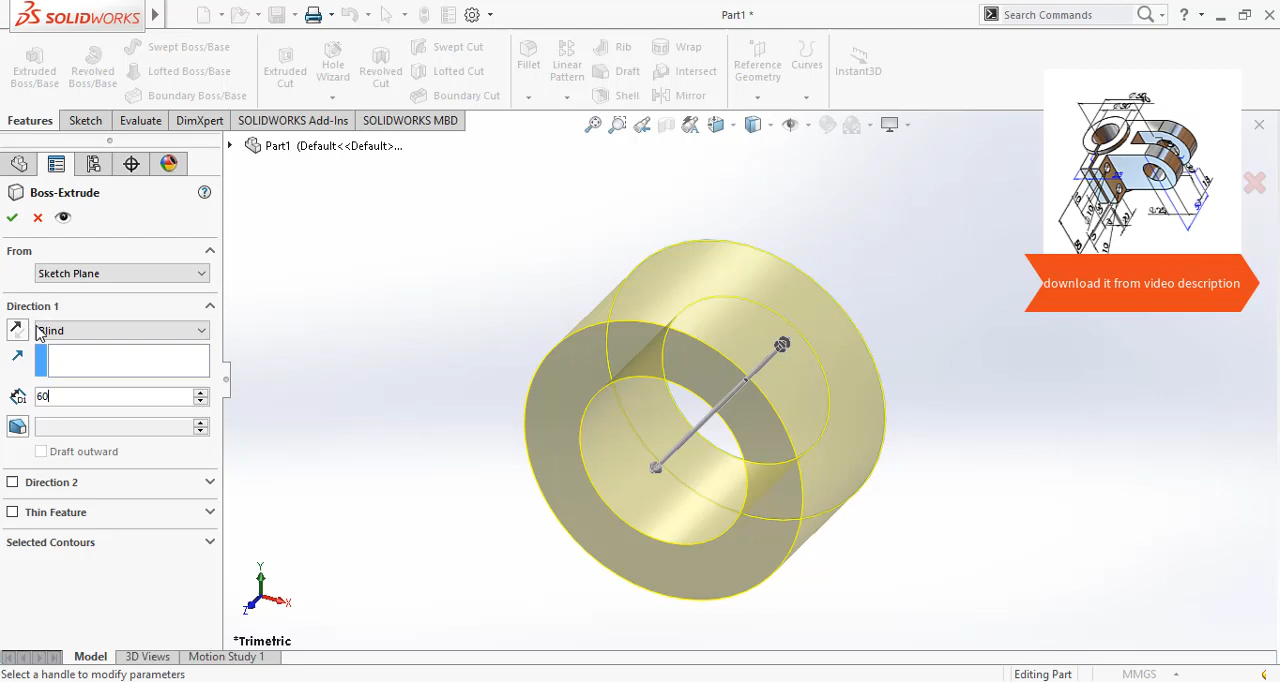 SOLIDWORKS
Part1 *
Search Commands
?
Extruded Boss/Base
Revolved Boss/Base
Swept Boss/Base
Lofted Boss/Base
Boundary Boss/Base
Extruded Cut
Hole Wizard
Revolved Cut
Swept Cut
Lofted Cut
Boundary Cut
Fillet
Linear Pattern
Rib
Draft
Shell
Wrap
Intersect
Mirror
Reference Geometry
Curves
Instant3D
Features
Sketch
Evaluate
DimXpert
SOLIDWORKS Add-Ins
SOLIDWORKS MBD
Part1 (Default<<Default>...
Boss-Extrude
From
Sketch Plane
Direction 1
Blind
D1
60
Draft outward
Direction 2
Thin Feature
Selected Contours
download it from video description
Y
X
Z
*Trimetric
Model
3D Views
Motion Study 1
Select a handle to modify parameters
Editing Part
MMGS